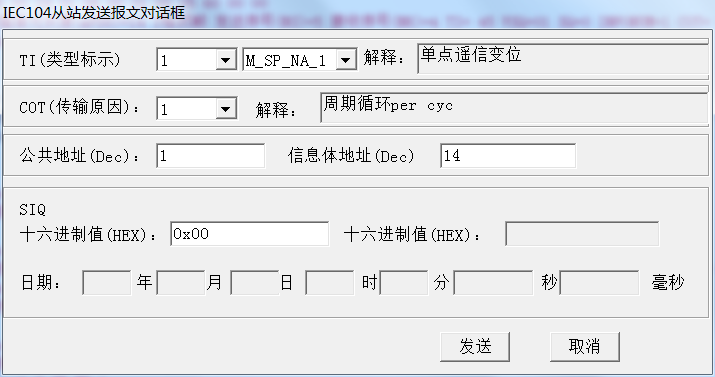 IEC104从站发送报文对话框
TI(类型标示) 1 M_SP_NA_1 解释： 单点遥信变位
COT(传输原因)： 1 解释： 周期循环per cyc
公共地址(Dec)： 1 信息体地址(Dec) 14
SIQ
十六进制值(HEX)： 0x00 十六进制值(HEX)：
日期： 年 月 日 时 分 秒 毫秒
发送 取消